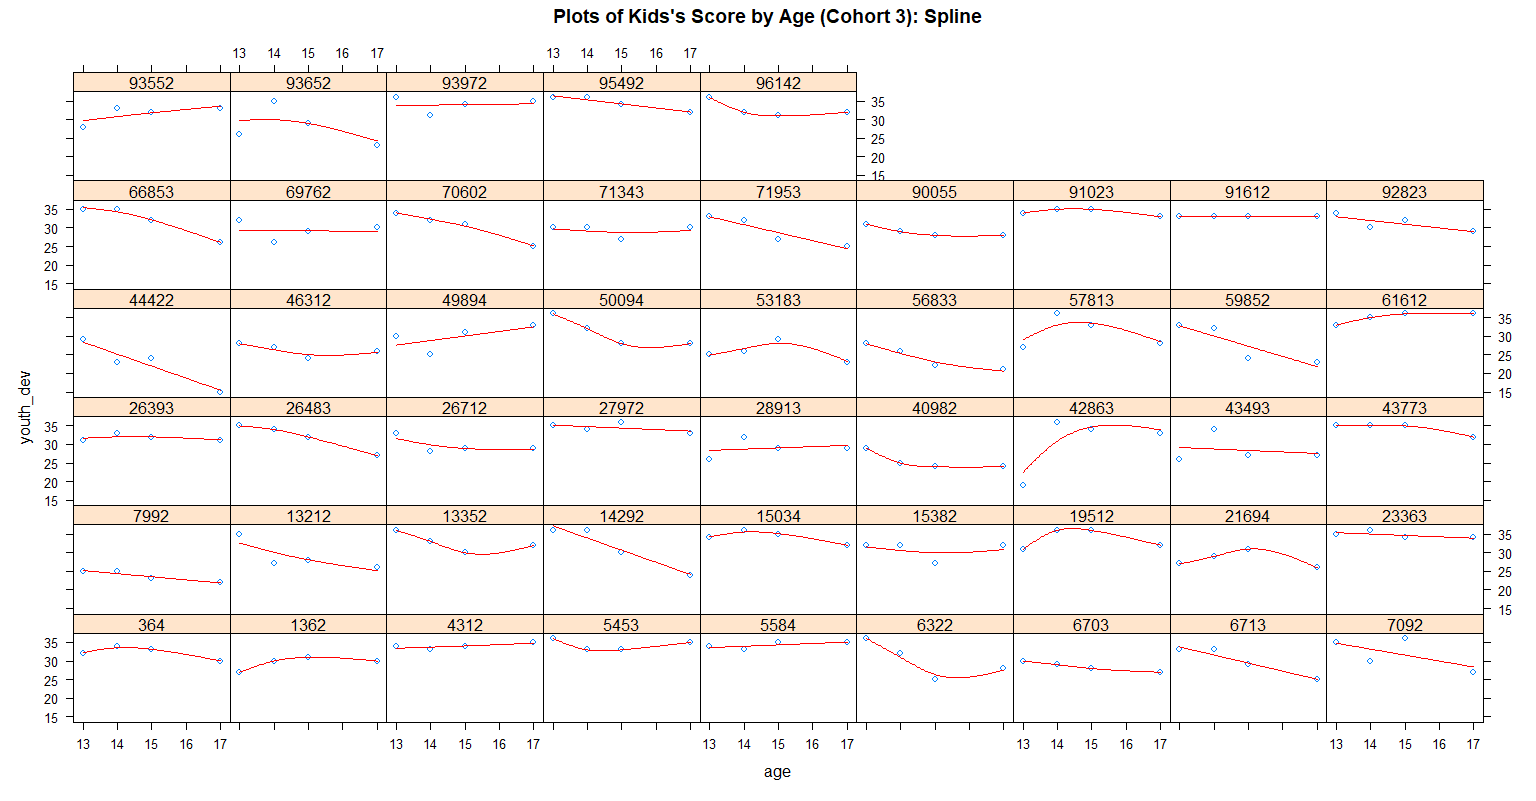 Plots of Kids's Score by Age (Cohort 3): Spline
13 14 15 16 17 13 14 15 16 17
93552 93652 93972 95492 96142
35
30
25
20
15
66853 69762 70602 71343 71953 90055 91023 91612 92823
35
30
25
20
15
44422 46312 49894 50094 53183 56833 57813 59852 61612
35
30
25
20
15
26393 26483 26712 27972 28913 40982 42863 43493 43773
35
30
25
20
15
7992 13212 13352 14292 15034 15382 19512 21694 23363
35
30
25
20
15
364 1362 4312 5453 5584 6322 6703 6713 7092
35
30
25
20
15
13 14 15 16 17 13 14 15 16 17 13 14 15 16 17 13 14 15 16 17 13 14 15 16 17
age
youth_dev